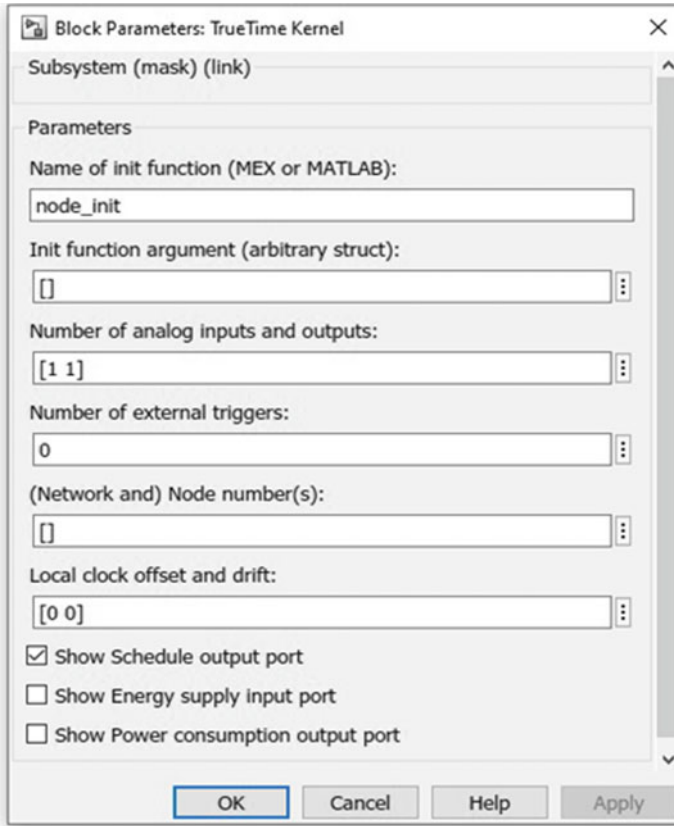 Block Parameters: TrueTime Kernel
Subsystem (mask) (link)
Parameters
Name of init function (MEX or MATLAB):
node_init
Init function argument (arbitrary struct):
[]
Number of analog inputs and outputs:
[1 1]
Number of external triggers:
0
(Network and) Node number(s):
[]
Local clock offset and drift:
[0 0]
Show Schedule output port
Show Energy supply input port
Show Power consumption output port
OK Cancel Help Apply